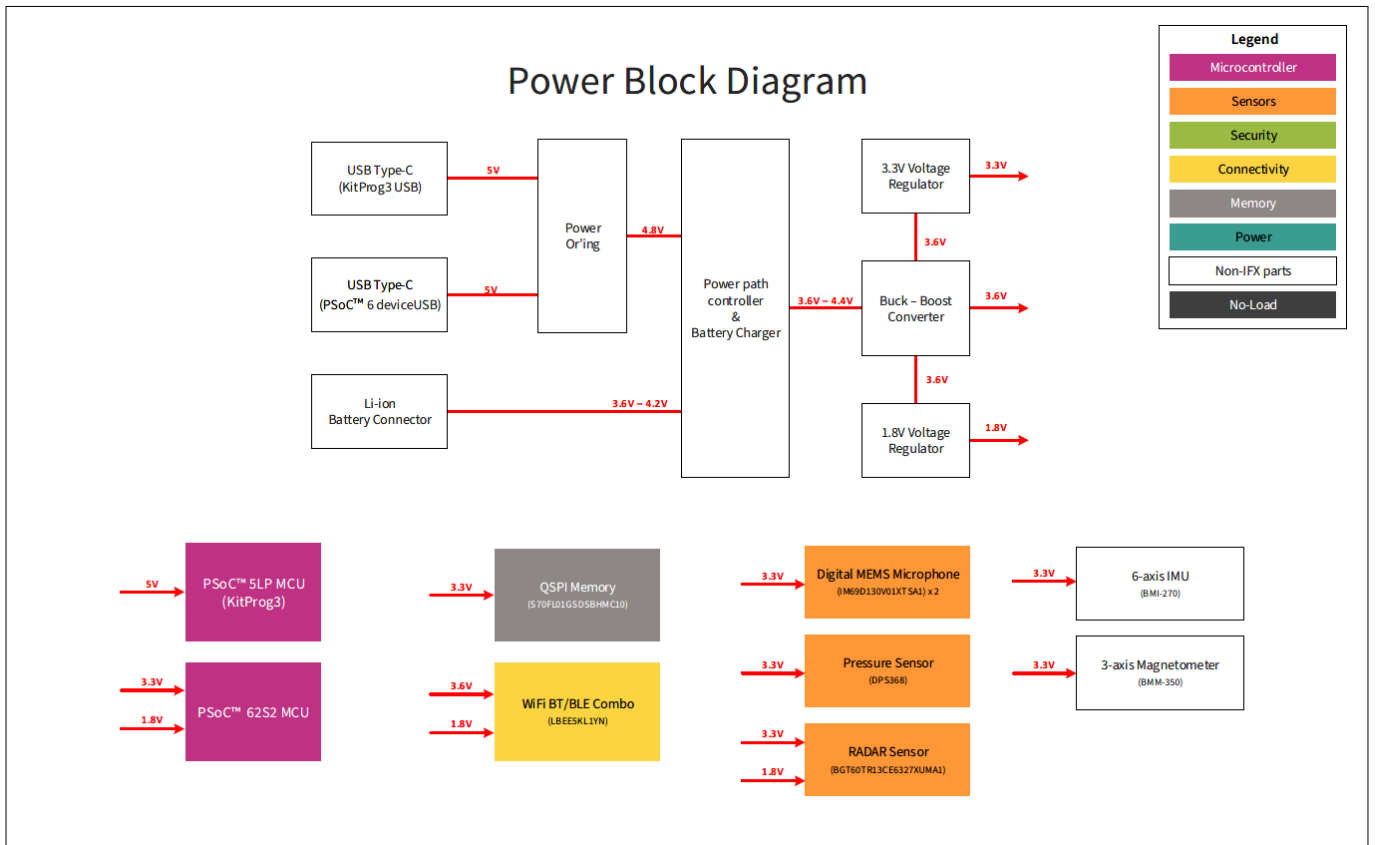 Power Block Diagram
Legend
Microcontroller
Sensors
Security
Connectivity
Memory
Power
Non-IFX parts
No-Load
USB Type-C
(KitProg3 USB)
5V
USB Type-C
(PSoC™ 6 deviceUSB)
5V
Li-ion
Battery Connector
3.6V – 4.2V
Power
Or'ing
4.8V
Power path
controller
&
Battery Charger
3.6V – 4.4V
3.3V Voltage
Regulator
3.3V
3.6V
Buck – Boost
Converter
3.6V
3.6V
1.8V Voltage
Regulator
1.8V
5V
PSoC™ 5LP MCU
(KitProg3)
3.3V
1.8V
PSoC™ 62S2 MCU
3.3V
QSPI Memory
(S70FL01GSDSBHMC10)
3.6V
1.8V
WiFi BT/BLE Combo
(LBEE5KL1YN)
3.3V
Digital MEMS Microphone
(IM69D130V01XTSA1) x 2
3.3V
Pressure Sensor
(DPS368)
3.3V
1.8V
RADAR Sensor
(BGT60TR13CE6327XUMA1)
3.3V
6-axis IMU
(BMI-270)
3.3V
3-axis Magnetometer
(BMM-350)